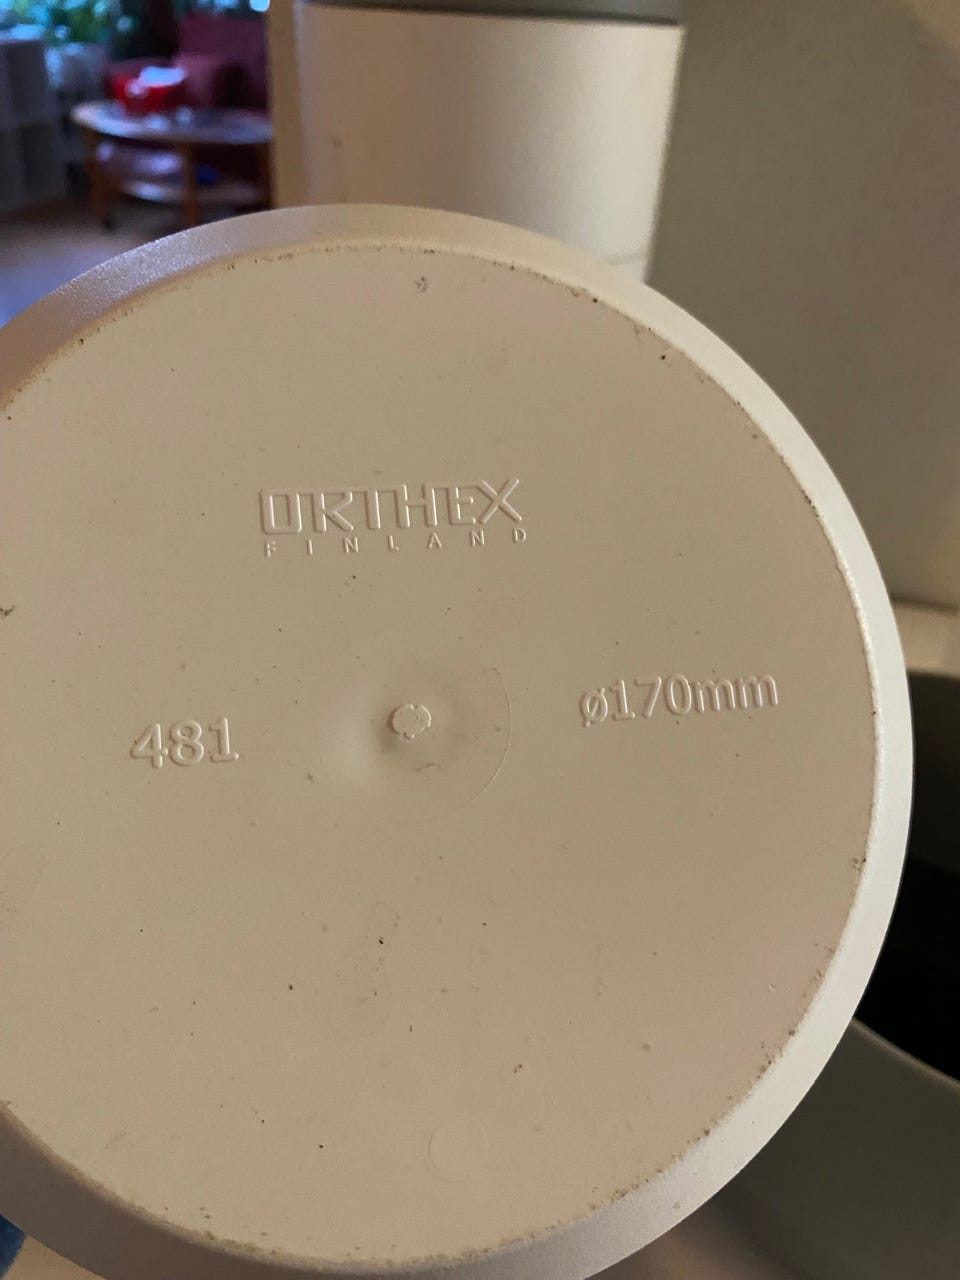 ORTHEX
FINLAND
481
ø170mm